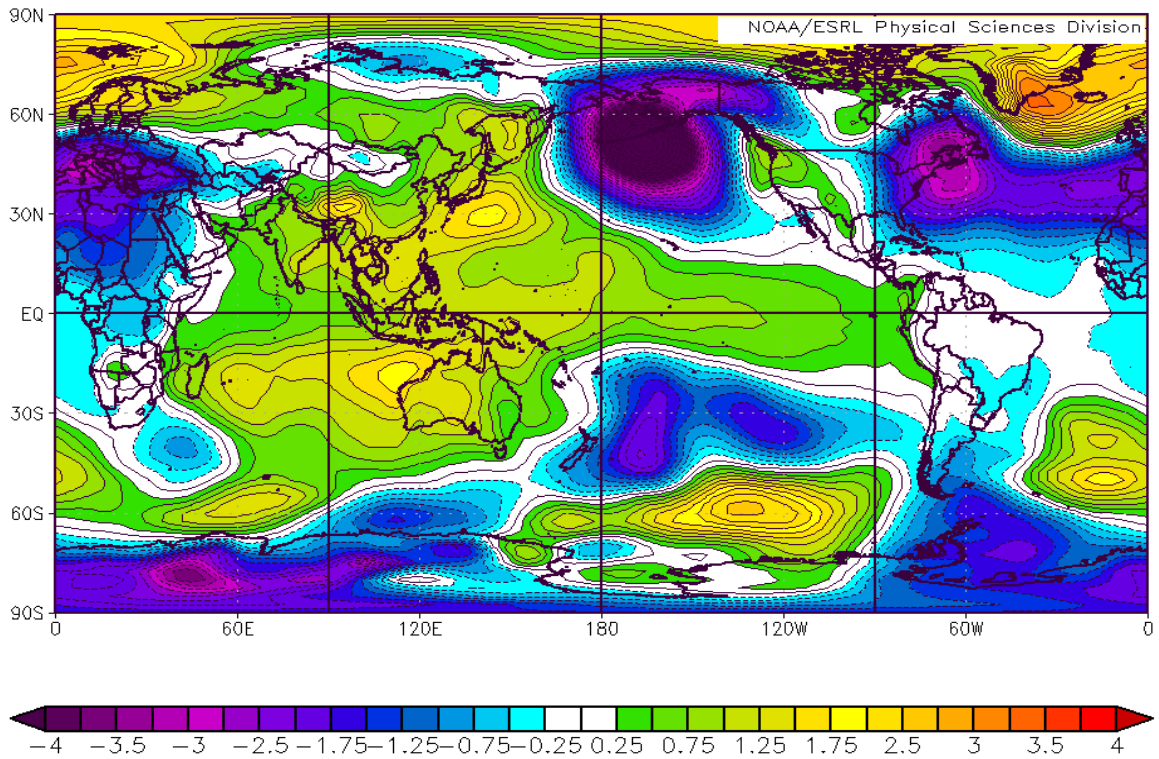 90N
NOAA/ESRL Physical Sciences Division
60N
30N
EQ
30S
60S
90S
0 60E 120E 180 120W 60W 0
−4 −3.5 −3 −2.5 −1.75 −1.25 −0.75 −0.25 0.25 0.75 1.25 1.75 2.5 3 3.5 4